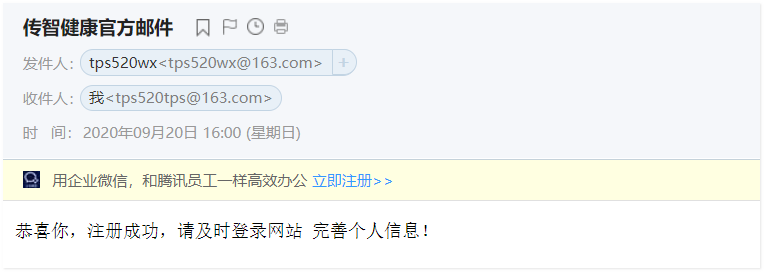 传智健康官方邮件
发件人：tps520wx<tps520wx@163.com> +
收件人：我<tps520tps@163.com>
时 间：2020年09月20日 16:00 (星期日)
用企业微信，和腾讯员工一样高效办公 立即注册>>
恭喜你，注册成功，请及时登录网站 完善个人信息！